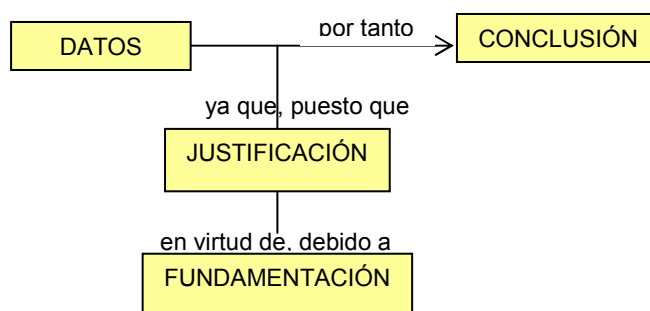 por tanto
DATOS
CONCLUSIÓN
ya que, puesto que
JUSTIFICACIÓN
en virtud de, debido a
FUNDAMENTACIÓN